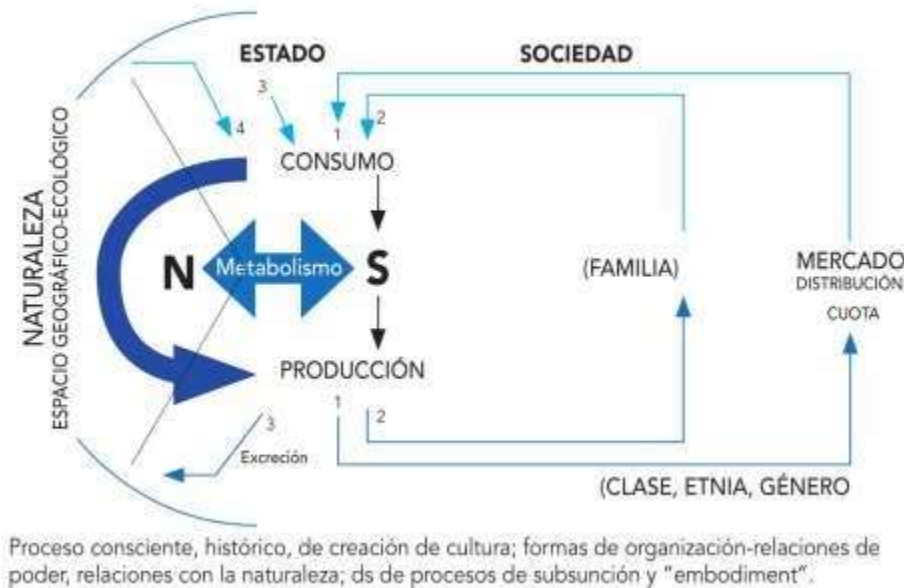 ESTADO
SOCIEDAD
3
4
1
2
CONSUMO
NATURALEZA
ESPACIO GEOGRÁFICO-ECOLÓGICO
N
Metabolismo
S
(FAMILIA)
MERCADO
DISTRIBUCIÓN
CUOTA
PRODUCCIÓN
1
2
3
Excreción
(CLASE, ETNIA, GÉNERO
Proceso consciente, histórico, de creación de cultura; formas de organización-relaciones de
poder, relaciones con la naturaleza; ds de procesos de subsunción y "embodiment".